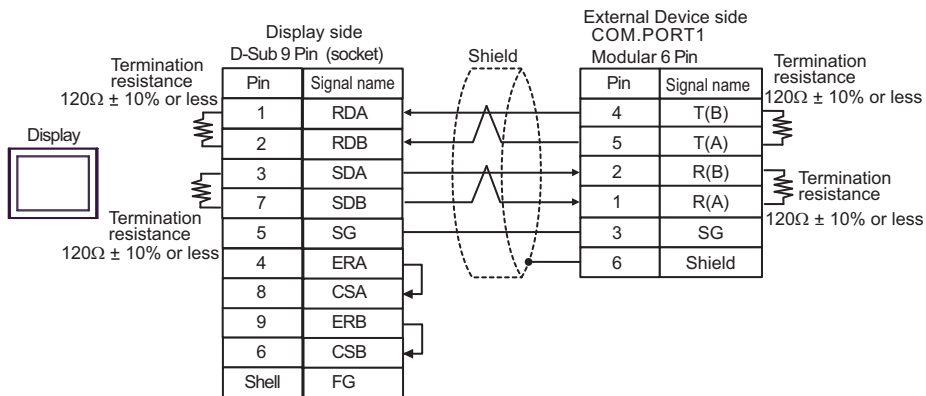 Display side
D-Sub 9 Pin (socket)
Shield
External Device side
COM.PORT1
Modular 6 Pin
Termination
resistance
120Ω ± 10% or less
Pin Signal name
1 RDA
2 RDB
3 SDA
7 SDB
5 SG
4 ERA
8 CSA
9 ERB
6 CSB
Shell FG
Display
Termination
resistance
120Ω ± 10% or less
Pin Signal name
4 T(B)
5 T(A)
2 R(B)
1 R(A)
3 SG
6 Shield
Termination
resistance
120Ω ± 10% or less
Termination
resistance
120Ω ± 10% or less